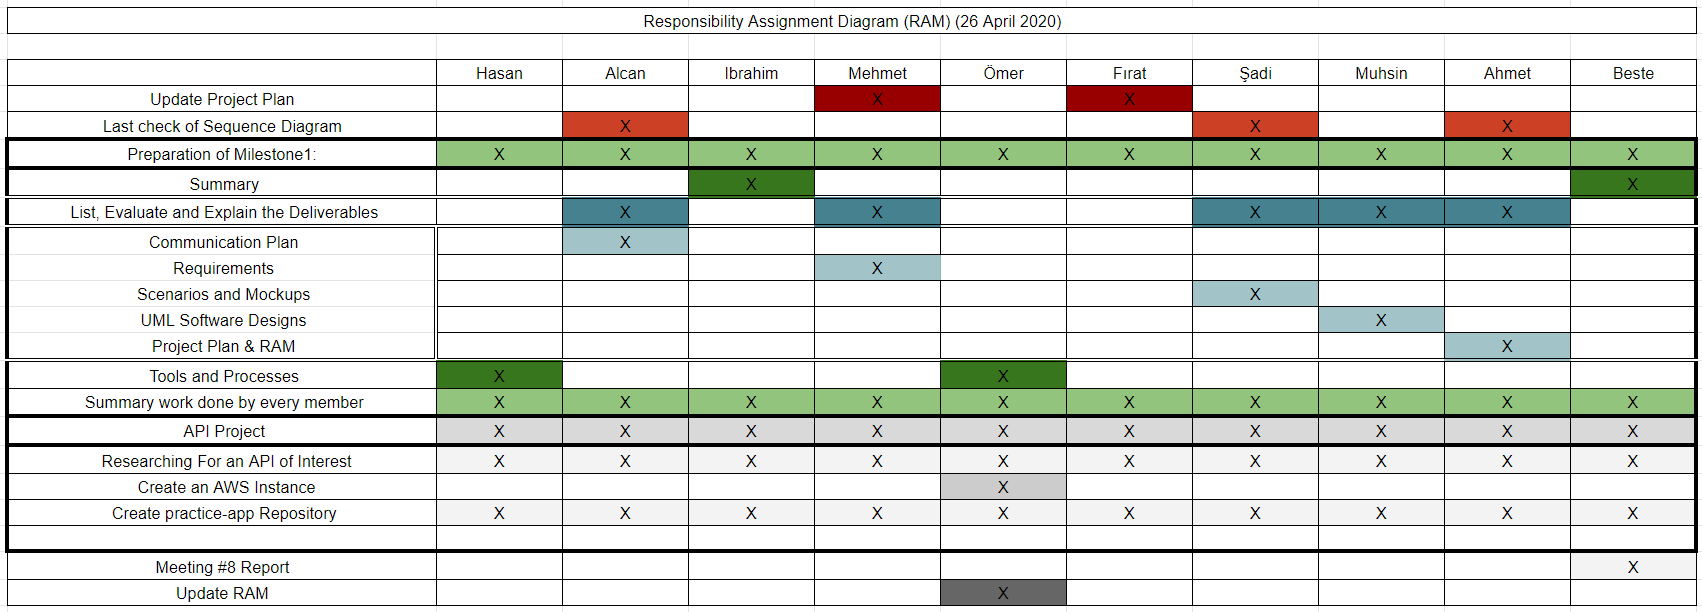 Responsibility Assignment Diagram (RAM) (26 April 2020)
Hasan Alcan Ibrahim Mehmet Ömer Fırat Şadi Muhsin Ahmet Beste
Update Project Plan X X
Last check of Sequence Diagram X X X
Preparation of Milestone1: X X X X X X X X X X
Summary X X
List, Evaluate and Explain the Deliverables X X X X X
Communication Plan X
Requirements X
Scenarios and Mockups X
UML Software Designs X
Project Plan & RAM X
Tools and Processes X X
Summary work done by every member X X X X X X X X X X
API Project X X X X X X X X X X
Researching For an API of Interest X X X X X X X X X X
Create an AWS Instance X
Create practice-app Repository X X X X X X X X X X
Meeting #8 Report X
Update RAM X